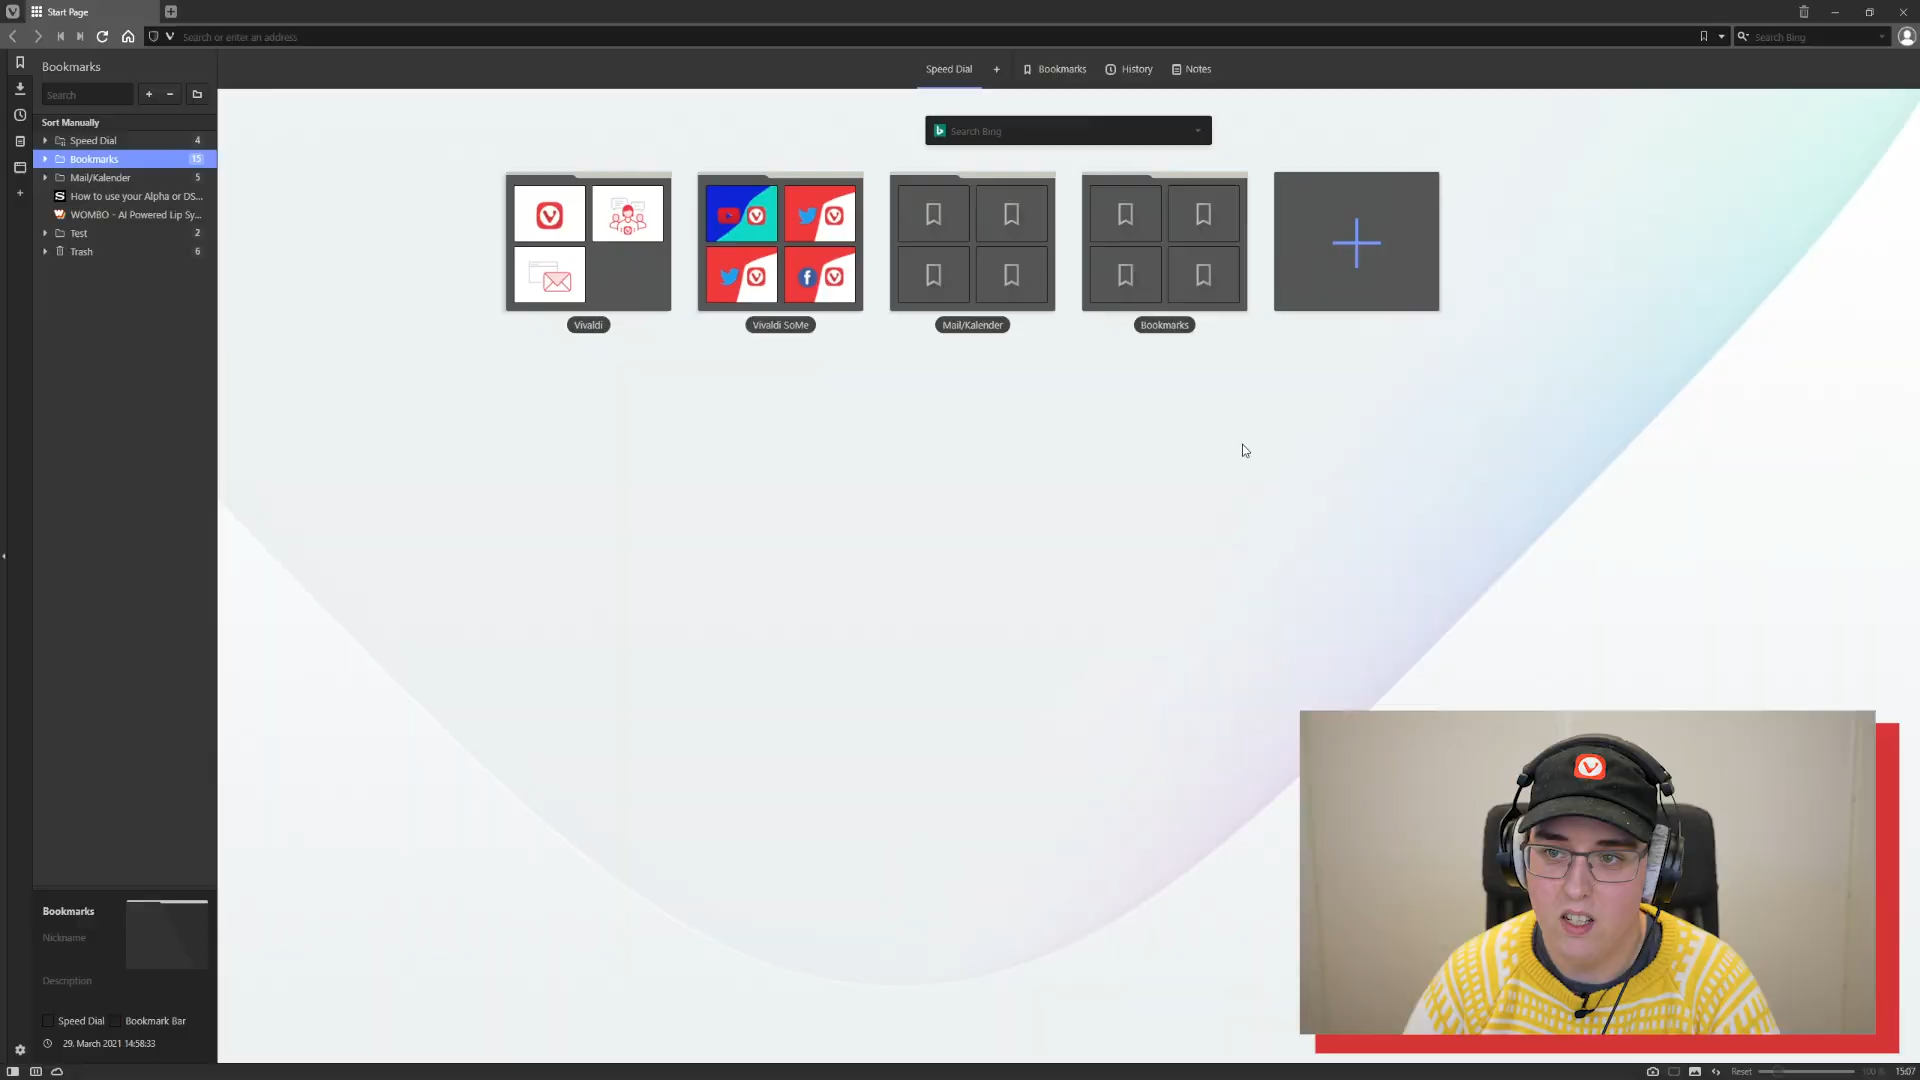 Start Page
Search or enter an address
Search Bing
Bookmarks
Search
Sort Manually
Speed Dial 4
Bookmarks 15
Mail/Kalender 5
How to use your Alpha or DS...
WOMBO - AI Powered Lip Sy...
Test 2
Trash 6
Speed Dial
Bookmarks
History
Notes
Search Bing
Vivaldi
Vivaldi SoMe
Mail/Kalender
Bookmarks
Bookmarks
Nickname
Description
Speed Dial
Bookmark Bar
29. March 2021 14:58:33
Reset
100 %
15:07